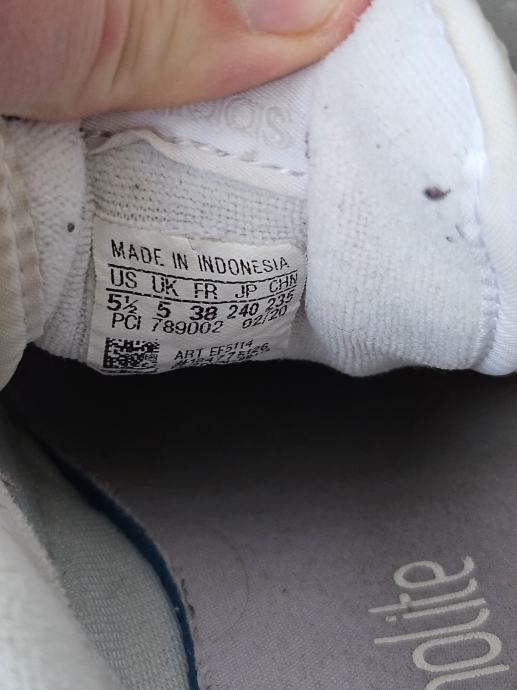 MADE IN INDONESIA
US UK FR JP CHN
5½ 5 38 240 235
PCI 789002 02/20
ART EF5114
olite